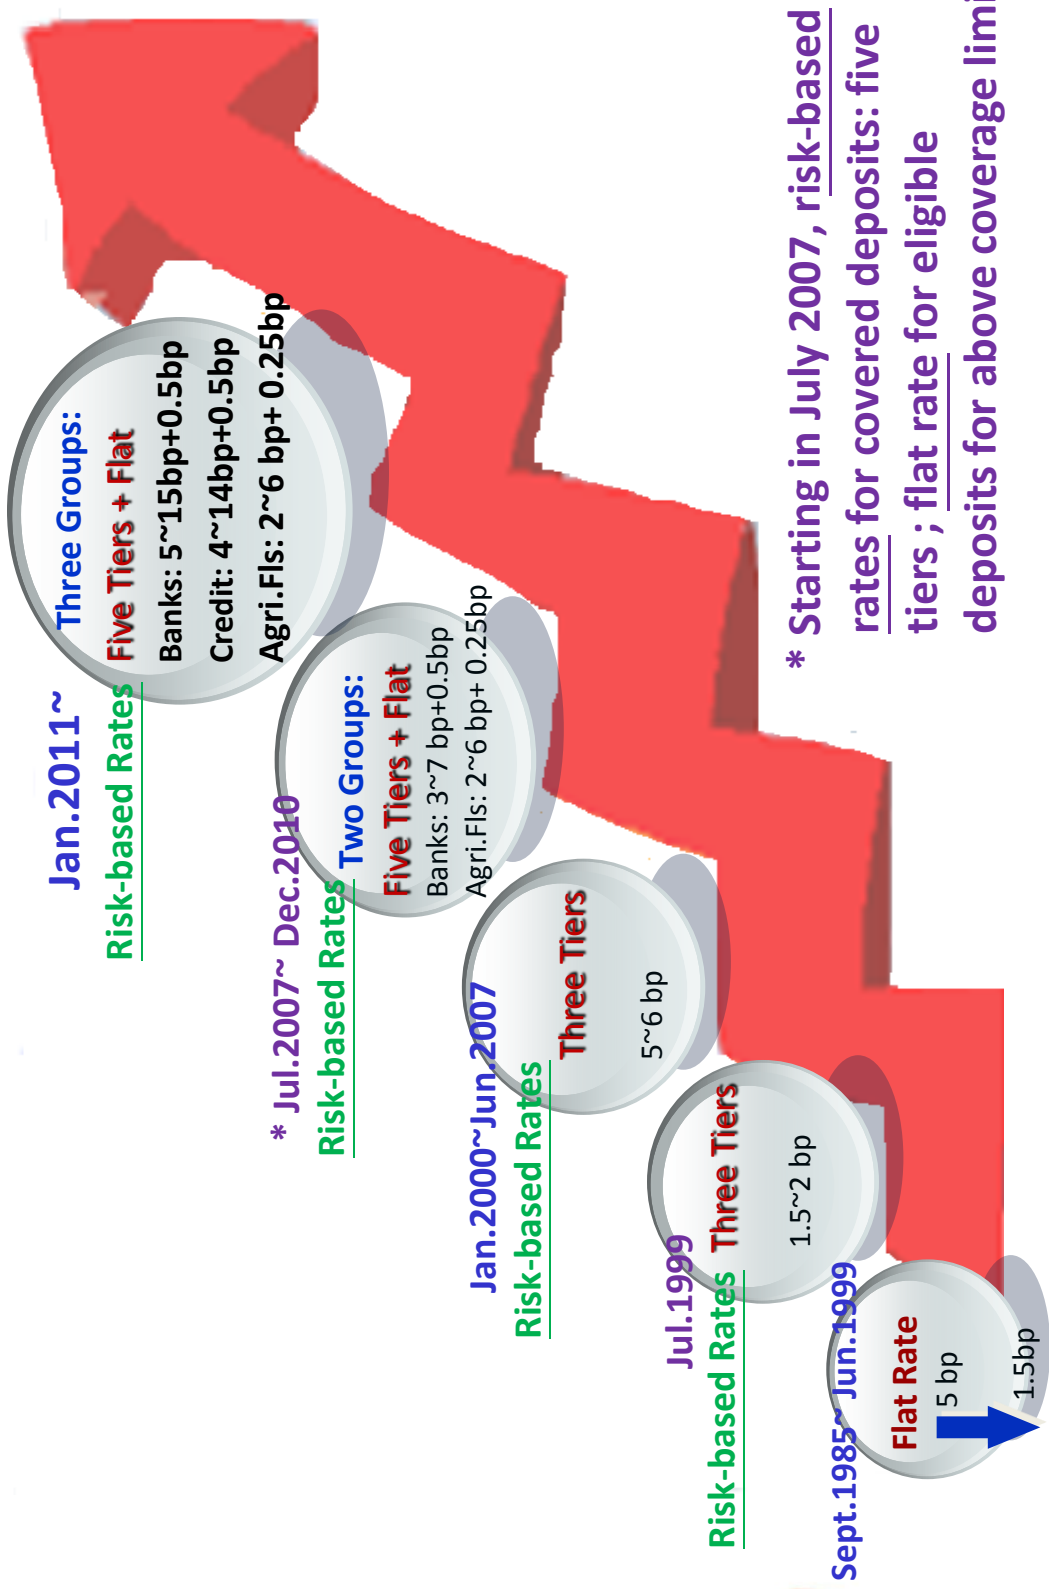 Jan.2011~
Risk-based Rates
Three Groups:
Five Tiers + Flat
Banks: 5~15bp+0.5bp
Credit: 4~14bp+0.5bp
Agri.FIs: 2~6 bp+ 0.25bp
* Jul.2007~ Dec.2010
Risk-based Rates
Two Groups:
Five Tiers + Flat
Banks: 3~7 bp+0.5bp
Agri.FIs: 2~6 bp+ 0.25bp
Jan.2000~Jun.2007
Risk-based Rates
Three Tiers
5~6 bp
Jul.1999
Risk-based Rates
Three Tiers
1.5~2 bp
Sept.1985~ Jun.1999
Flat Rate
5 bp
1.5bp
* Starting in July 2007, risk-based
rates for covered deposits: five
tiers ; flat rate for eligible
deposits for above coverage limi